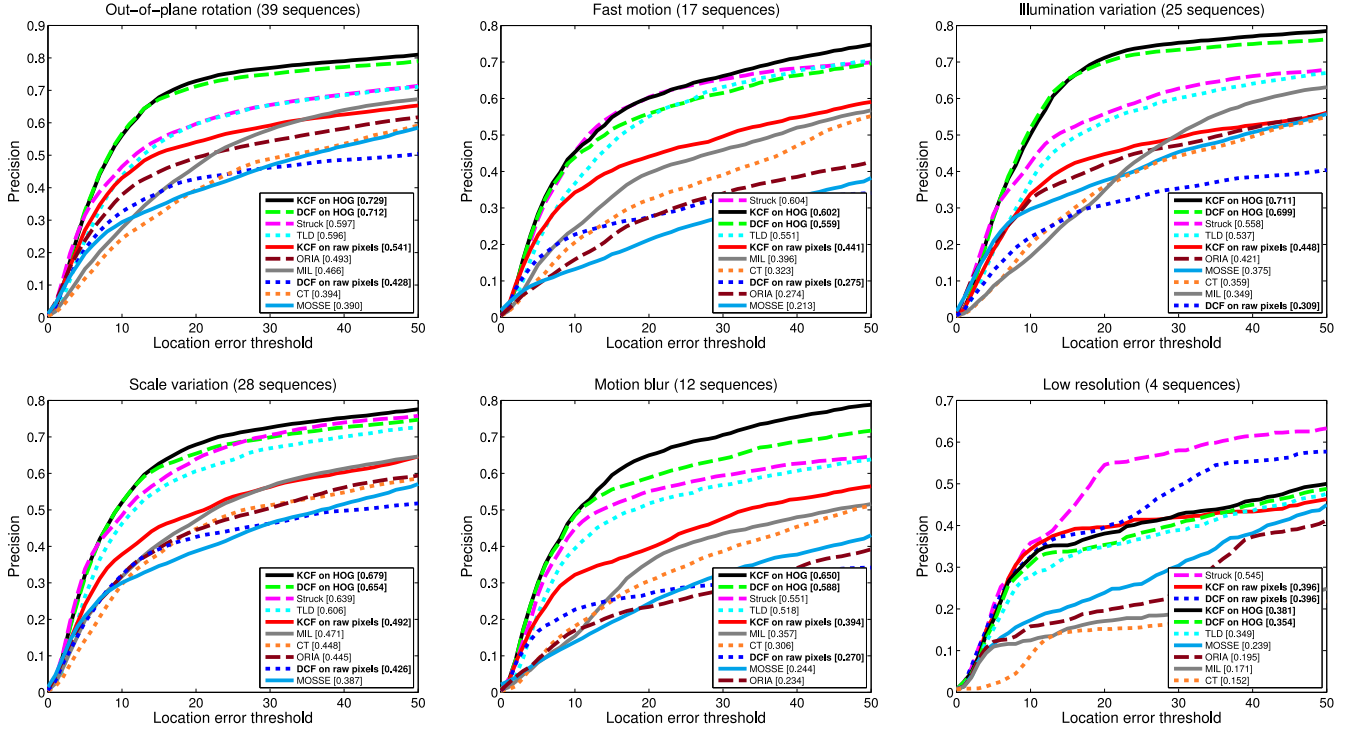 Out-of-plane rotation (39 sequences)
Precision
0.9
0.8
0.7
0.6
0.5
0.4
0.3
0.2
0.1
0
KCF on HOG [0.729]
DCF on HOG [0.712]
Struck [0.597]
TLD [0.596]
KCF on raw pixels [0.541]
ORIA [0.493]
MIL [0.466]
DCF on raw pixels [0.428]
CT [0.394]
MOSSE [0.390]
0 10 20 30 40 50
Location error threshold
Fast motion (17 sequences)
Precision
0.8
0.7
0.6
0.5
0.4
0.3
0.2
0.1
0
Struck [0.604]
KCF on HOG [0.602]
DCF on HOG [0.559]
TLD [0.551]
KCF on raw pixels [0.441]
MIL [0.396]
CT [0.323]
DCF on raw pixels [0.275]
ORIA [0.274]
MOSSE [0.213]
0 10 20 30 40 50
Location error threshold
Illumination variation (25 sequences)
Precision
0.8
0.7
0.6
0.5
0.4
0.3
0.2
0.1
0
KCF on HOG [0.711]
DCF on HOG [0.699]
Struck [0.558]
TLD [0.537]
KCF on raw pixels [0.448]
ORIA [0.421]
MOSSE [0.375]
CT [0.359]
MIL [0.349]
DCF on raw pixels [0.309]
0 10 20 30 40 50
Location error threshold
Scale variation (28 sequences)
Precision
0.8
0.7
0.6
0.5
0.4
0.3
0.2
0.1
0
KCF on HOG [0.679]
DCF on HOG [0.654]
Struck [0.639]
TLD [0.606]
KCF on raw pixels [0.492]
MIL [0.471]
CT [0.448]
ORIA [0.445]
DCF on raw pixels [0.426]
MOSSE [0.387]
0 10 20 30 40 50
Location error threshold
Motion blur (12 sequences)
Precision
0.8
0.7
0.6
0.5
0.4
0.3
0.2
0.1
0
KCF on HOG [0.650]
DCF on HOG [0.588]
Struck [0.551]
TLD [0.518]
KCF on raw pixels [0.394]
MIL [0.357]
CT [0.306]
DCF on raw pixels [0.270]
MOSSE [0.244]
ORIA [0.234]
0 10 20 30 40 50
Location error threshold
Low resolution (4 sequences)
Precision
0.7
0.6
0.5
0.4
0.3
0.2
0.1
0
Struck [0.545]
KCF on raw pixels [0.396]
DCF on raw pixels [0.396]
KCF on HOG [0.381]
DCF on HOG [0.354]
TLD [0.349]
MOSSE [0.239]
ORIA [0.195]
MIL [0.171]
CT [0.152]
0 10 20 30 40 50
Location error threshold